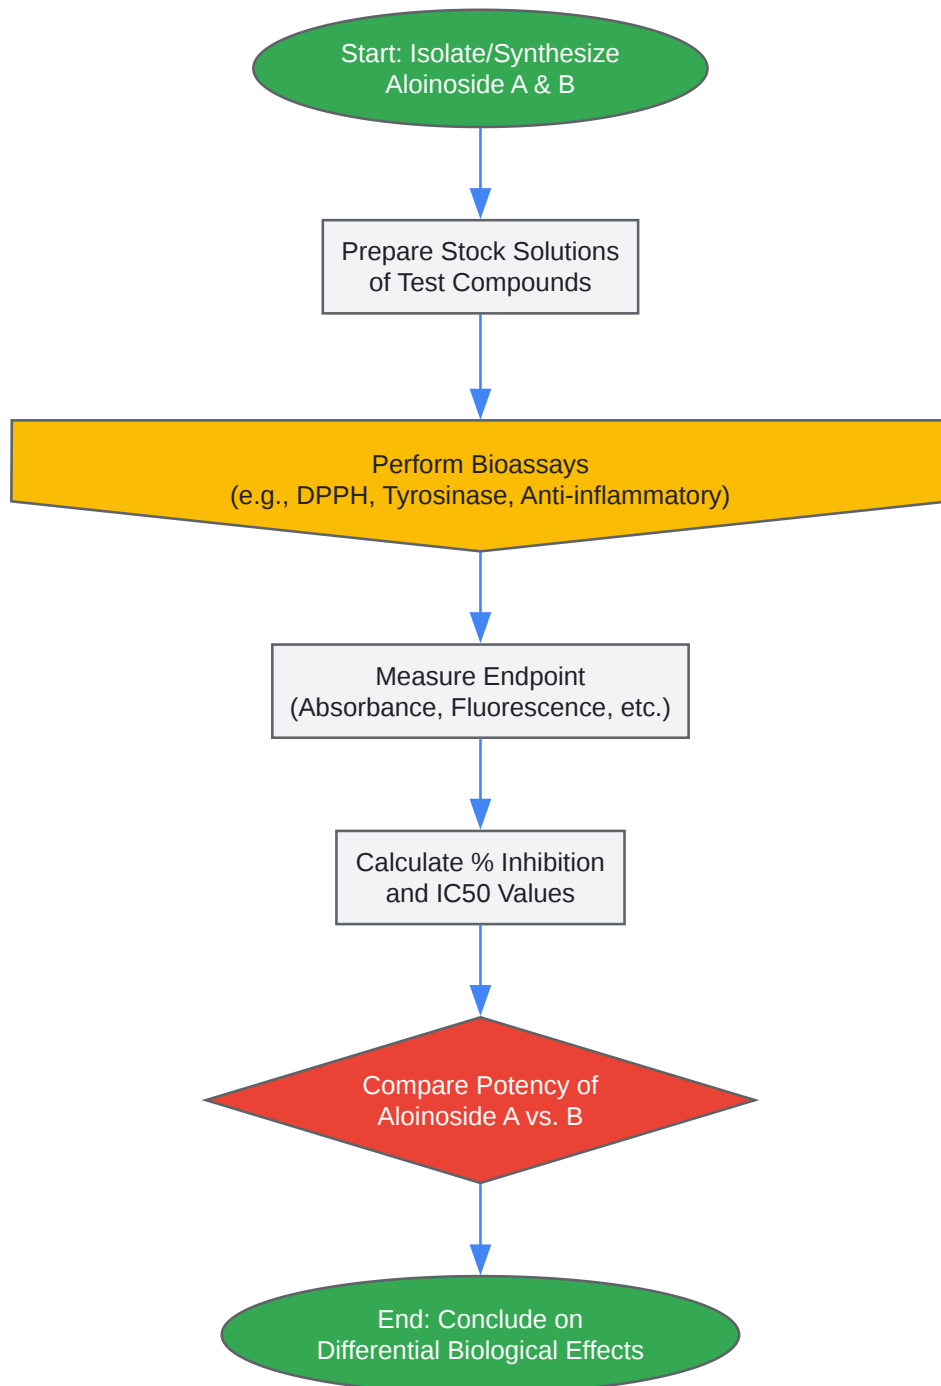 Start: Isolate/Synthesize
Aloinoside A & B
Prepare Stock Solutions
of Test Compounds
Perform Bioassays
(e.g., DPPH, Tyrosinase, Anti-inflammatory)
Measure Endpoint
(Absorbance, Fluorescence, etc.)
Calculate % Inhibition
and IC50 Values
Compare Potency of
Aloinoside A vs. B
End: Conclude on
Differential Biological Effects